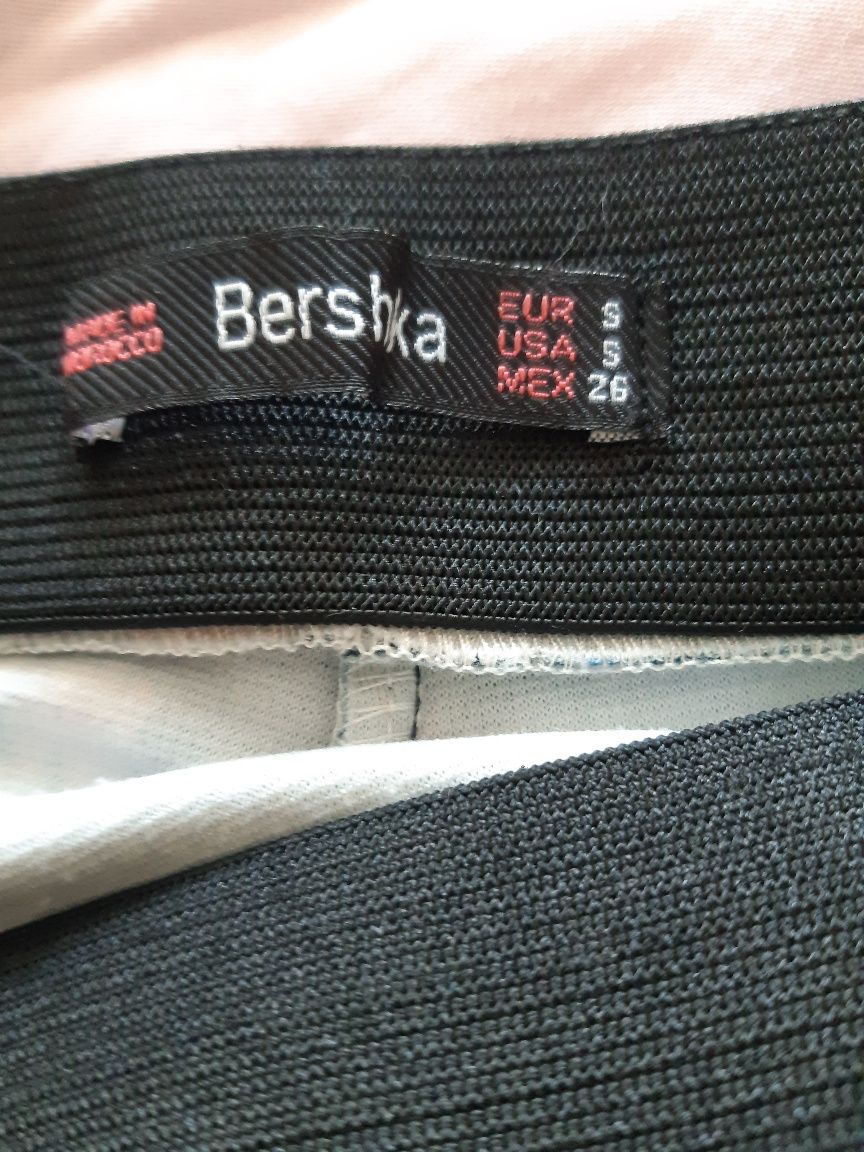 MADE IN
MOROCCO
Bershka
EUR S
USA S
MEX 26